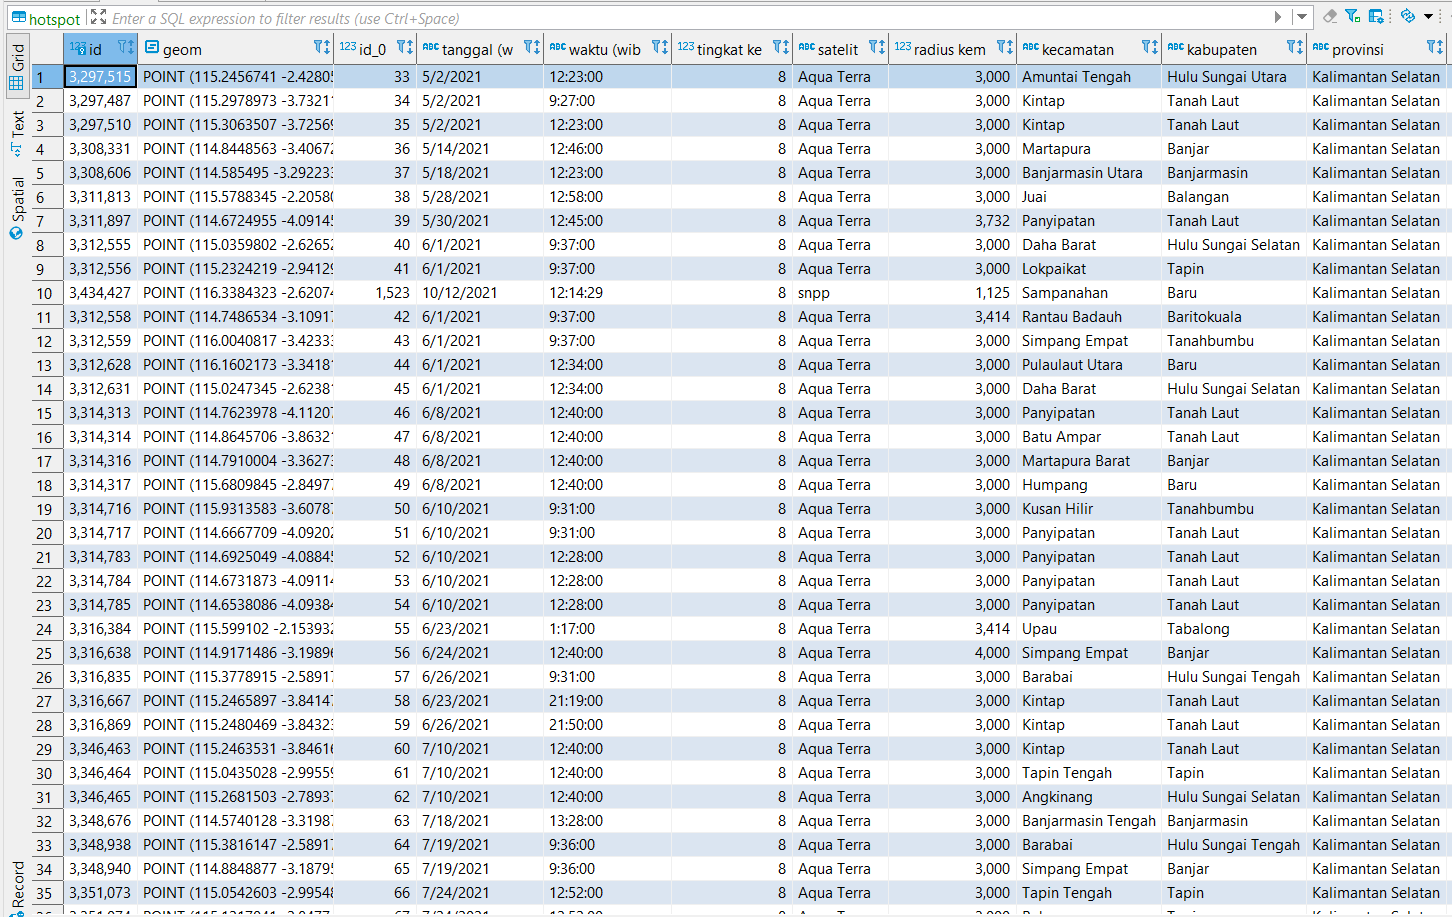 hotspot Enter a SQL expression to filter results (use Ctrl+Space)
Grid
Text
Spatial
Record
123 id ABC geom 123 id_0 ABC tanggal (w ABC waktu (wib 123 tingkat ke ABC satelit 123 radius kem ABC kecamatan ABC kabupaten ABC provinsi
1 3,297,515 POINT (115.2456741 -2.4280 33 5/2/2021 12:23:00 8 Aqua Terra 3,000 Amuntai Tengah Hulu Sungai Utara Kalimantan Selatan
2 3,297,487 POINT (115.2978973 -3.7321 34 5/2/2021 9:27:00 8 Aqua Terra 3,000 Kintap Tanah Laut Kalimantan Selatan
3 3,297,510 POINT (115.3063507 -3.7256 35 5/2/2021 12:23:00 8 Aqua Terra 3,000 Kintap Tanah Laut Kalimantan Selatan
4 3,308,331 POINT (114.8448563 -3.4067 36 5/14/2021 12:46:00 8 Aqua Terra 3,000 Martapura Banjar Kalimantan Selatan
5 3,308,606 POINT (114.585495 -3.29223 37 5/18/2021 12:23:00 8 Aqua Terra 3,000 Banjarmasin Utara Banjarmasin Kalimantan Selatan
6 3,311,813 POINT (115.5788345 -2.2058 38 5/28/2021 12:58:00 8 Aqua Terra 3,000 Juai Balangan Kalimantan Selatan
7 3,311,897 POINT (114.6724955 -4.0914 39 5/30/2021 12:45:00 8 Aqua Terra 3,732 Panyipatan Tanah Laut Kalimantan Selatan
8 3,312,555 POINT (115.0359802 -2.6265 40 6/1/2021 9:37:00 8 Aqua Terra 3,000 Daha Barat Hulu Sungai Selatan Kalimantan Selatan
9 3,312,556 POINT (115.2324219 -2.9412 41 6/1/2021 9:37:00 8 Aqua Terra 3,000 Lokpaikat Tapin Kalimantan Selatan
10 3,434,427 POINT (116.3384323 -2.6207 1,523 10/12/2021 12:14:29 8 snpp 1,125 Sampanahan Baru Kalimantan Selatan
11 3,312,558 POINT (114.7486534 -3.1091 42 6/1/2021 9:37:00 8 Aqua Terra 3,414 Rantau Badauh Baritokuala Kalimantan Selatan
12 3,312,559 POINT (116.0040817 -3.4233 43 6/1/2021 9:37:00 8 Aqua Terra 3,000 Simpang Empat Tanahbumbu Kalimantan Selatan
13 3,312,628 POINT (116.1602173 -3.3418 44 6/1/2021 12:34:00 8 Aqua Terra 3,000 Pulaulaut Utara Baru Kalimantan Selatan
14 3,312,631 POINT (115.0247345 -2.6238 45 6/1/2021 12:34:00 8 Aqua Terra 3,000 Daha Barat Hulu Sungai Selatan Kalimantan Selatan
15 3,314,313 POINT (114.7623978 -4.1120 46 6/8/2021 12:40:00 8 Aqua Terra 3,000 Panyipatan Tanah Laut Kalimantan Selatan
16 3,314,314 POINT (114.8645706 -3.8632 47 6/8/2021 12:40:00 8 Aqua Terra 3,000 Batu Ampar Tanah Laut Kalimantan Selatan
17 3,314,316 POINT (114.7910004 -3.3627 48 6/8/2021 12:40:00 8 Aqua Terra 3,000 Martapura Barat Banjar Kalimantan Selatan
18 3,314,317 POINT (115.6809845 -2.8497 49 6/8/2021 12:40:00 8 Aqua Terra 3,000 Humpang Baru Kalimantan Selatan
19 3,314,716 POINT (115.9313583 -3.6078 50 6/10/2021 9:31:00 8 Aqua Terra 3,000 Kusan Hilir Tanahbumbu Kalimantan Selatan
20 3,314,717 POINT (114.6667709 -4.0920 51 6/10/2021 9:31:00 8 Aqua Terra 3,000 Panyipatan Tanah Laut Kalimantan Selatan
21 3,314,783 POINT (114.6925049 -4.0884 52 6/10/2021 12:28:00 8 Aqua Terra 3,000 Panyipatan Tanah Laut Kalimantan Selatan
22 3,314,784 POINT (114.6731873 -4.0911 53 6/10/2021 12:28:00 8 Aqua Terra 3,000 Panyipatan Tanah Laut Kalimantan Selatan
23 3,314,785 POINT (114.6538086 -4.0938 54 6/10/2021 12:28:00 8 Aqua Terra 3,000 Panyipatan Tanah Laut Kalimantan Selatan
24 3,316,384 POINT (115.599102 -2.15393 55 6/23/2021 1:17:00 8 Aqua Terra 3,414 Upau Tabalong Kalimantan Selatan
25 3,316,638 POINT (114.9171486 -3.1989 56 6/24/2021 12:40:00 8 Aqua Terra 4,000 Simpang Empat Banjar Kalimantan Selatan
26 3,316,835 POINT (115.3778915 -2.5891 57 6/26/2021 9:31:00 8 Aqua Terra 3,000 Barabai Hulu Sungai Tengah Kalimantan Selatan
27 3,316,667 POINT (115.2465897 -3.8414 58 6/23/2021 21:19:00 8 Aqua Terra 3,000 Kintap Tanah Laut Kalimantan Selatan
28 3,316,869 POINT (115.2480469 -3.8432 59 6/26/2021 21:50:00 8 Aqua Terra 3,000 Kintap Tanah Laut Kalimantan Selatan
29 3,346,463 POINT (115.2463531 -3.8461 60 7/10/2021 12:40:00 8 Aqua Terra 3,000 Kintap Tanah Laut Kalimantan Selatan
30 3,346,464 POINT (115.0435028 -2.9955 61 7/10/2021 12:40:00 8 Aqua Terra 3,000 Tapin Tengah Tapin Kalimantan Selatan
31 3,346,465 POINT (115.2681503 -2.7893 62 7/10/2021 12:40:00 8 Aqua Terra 3,000 Angkinang Hulu Sungai Selatan Kalimantan Selatan
32 3,348,676 POINT (114.5740128 -3.3198 63 7/18/2021 13:28:00 8 Aqua Terra 3,000 Banjarmasin Tengah Banjarmasin Kalimantan Selatan
33 3,348,938 POINT (115.3816147 -2.5891 64 7/19/2021 9:36:00 8 Aqua Terra 3,000 Barabai Hulu Sungai Tengah Kalimantan Selatan
34 3,348,940 POINT (114.8848877 -3.1879 65 7/19/2021 9:36:00 8 Aqua Terra 3,000 Simpang Empat Banjar Kalimantan Selatan
35 3,351,073 POINT (115.0542603 -2.9954 66 7/24/2021 12:52:00 8 Aqua Terra 3,000 Tapin Tengah Tapin Kalimantan Selatan